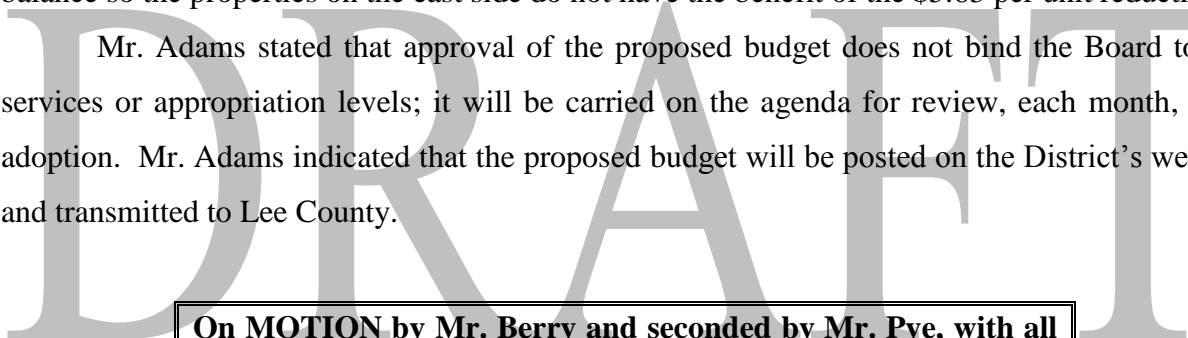 balance so the properties on the east side do not have the benefit of the $5.85 per unit reducti
Mr. Adams stated that approval of the proposed budget does not bind the Board to
services or appropriation levels; it will be carried on the agenda for review, each month,
adoption. Mr. Adams indicated that the proposed budget will be posted on the District's we
and transmitted to Lee County.
DRAFT
On MOTION by Mr. Berry and seconded by Mr. Pye, with all